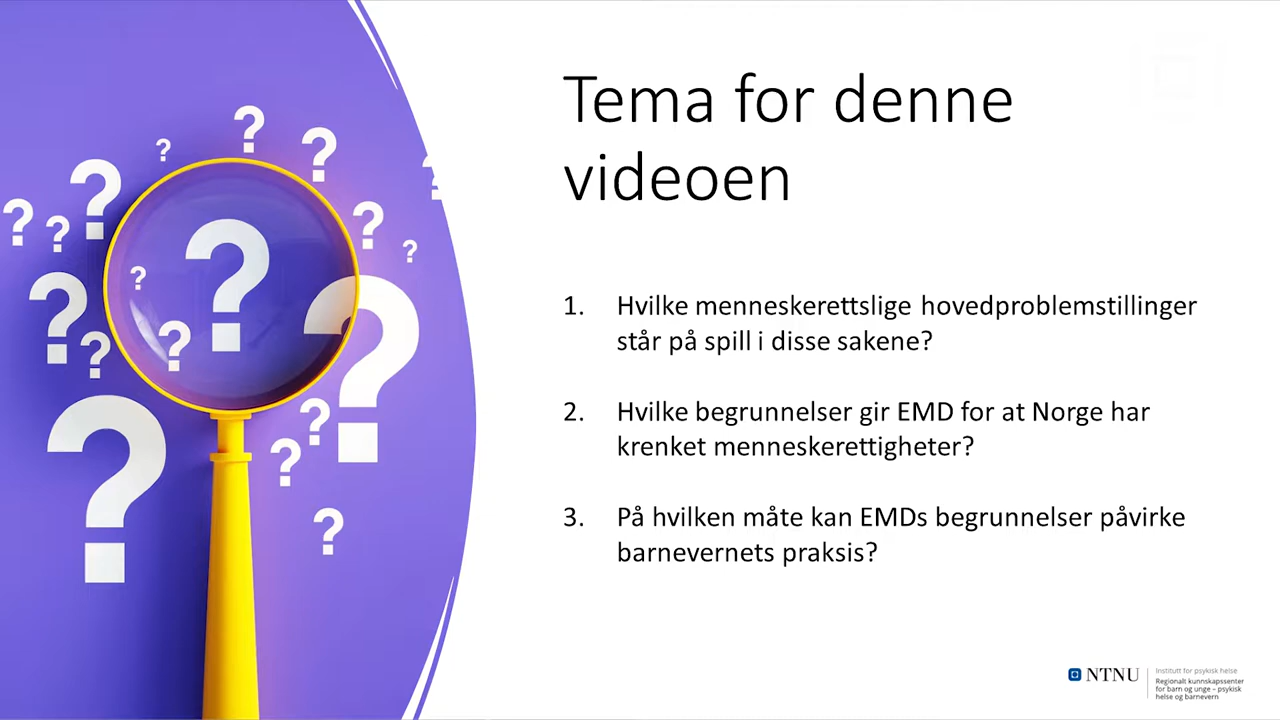 Tema for denne
videoen
1. Hvilke menneskerettslige hovedproblemstillinger
står på spill i disse sakene?
2. Hvilke begrunnelser gir EMD for at Norge har
krenket menneskerettigheter?
3. På hvilken måte kan EMDs begrunnelser påvirke
barnevernets praksis?
NTNU
Institutt for psykisk helse
Regionalt kunnskapssenter
for barn og unge – psykisk
helse og barnevern